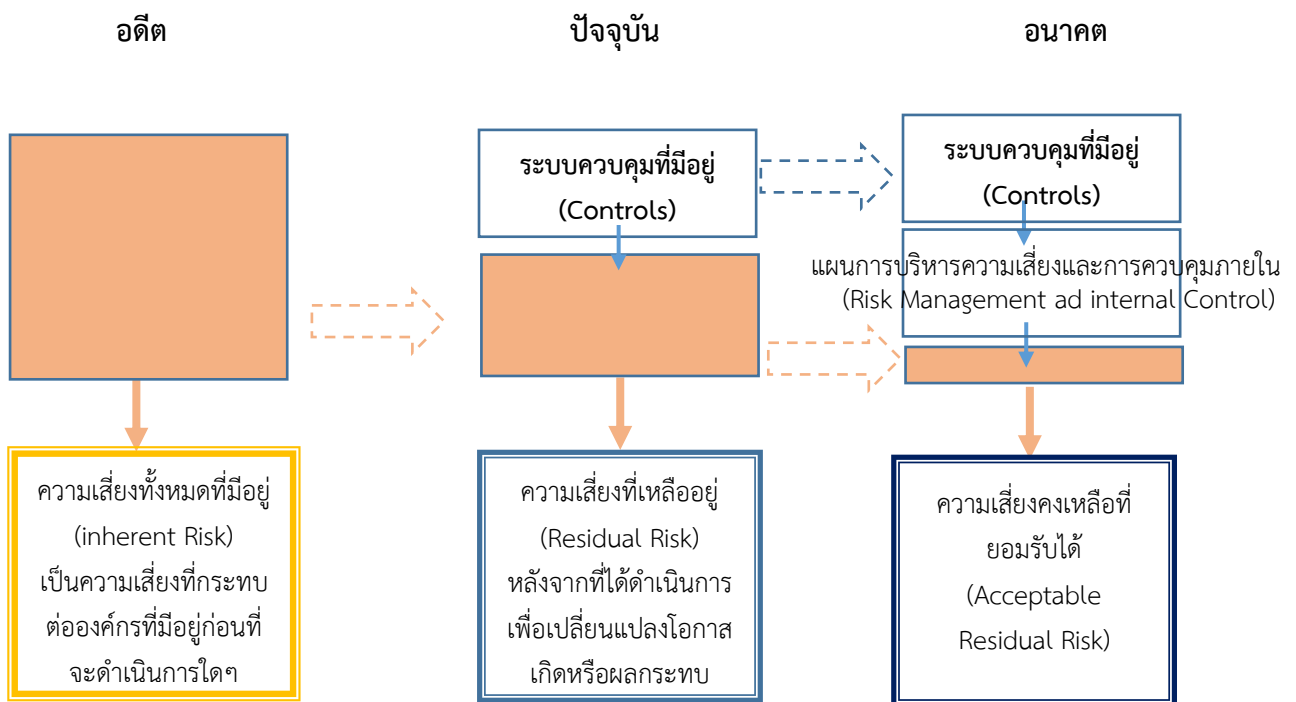 อดีต
ปัจจุบัน
อนาคต
ระบบควบคุมที่มีอยู่
(Controls)
ระบบควบคุมที่มีอยู่
(Controls)
แผนการบริหารความเสี่ยงและการควบคุมภายใน
(Risk Management ad internal Control)
ความเสี่ยงทั้งหมดที่มีอยู่
(inherent Risk)
เป็นความเสี่ยงที่กระทบ
ต่อองค์กรที่มีอยู่ก่อนที่
จะดำเนินการใดๆ
ความเสี่ยงที่เหลืออยู่
(Residual Risk)
หลังจากที่ได้ดำเนินการ
เพื่อเปลี่ยนแปลงโอกาส
เกิดหรือผลกระทบ
ความเสี่ยงคงเหลือที่
ยอมรับได้
(Acceptable
Residual Risk)